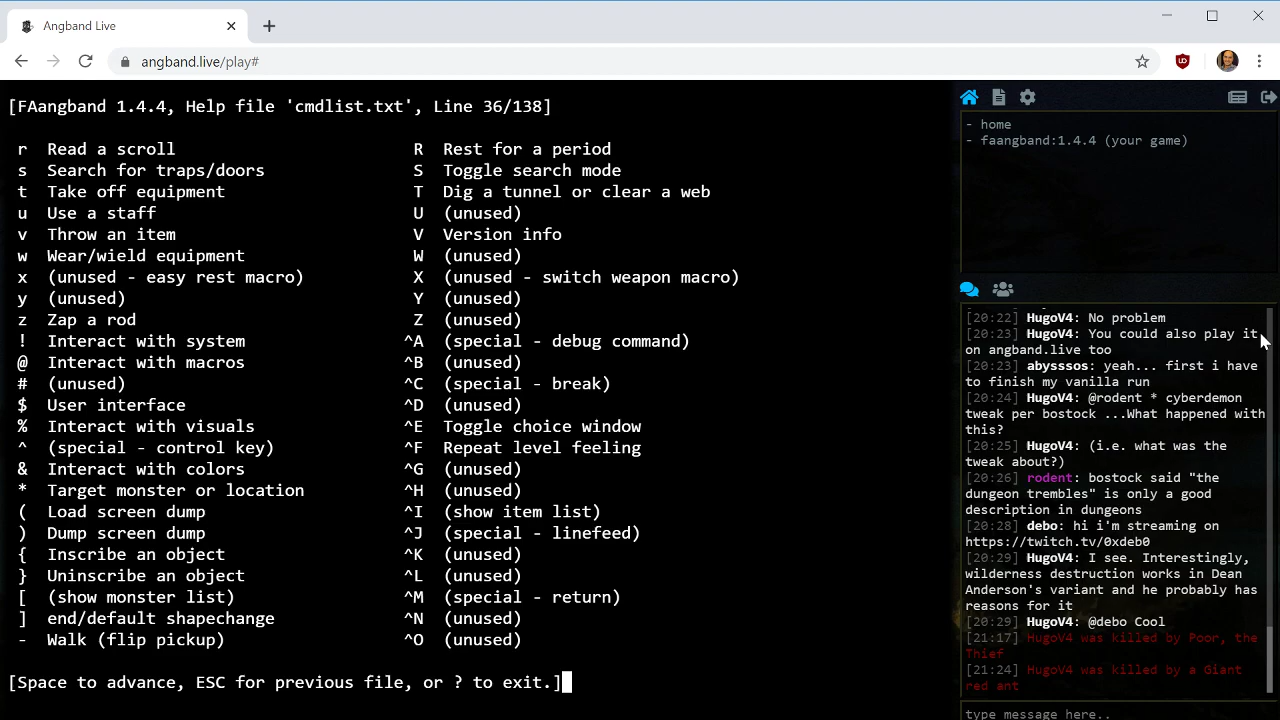 Angband Live
angband.live/play#
[FAangband 1.4.4, Help file 'cmdlist.txt', Line 36/138]
r Read a scroll R Rest for a period
s Search for traps/doors S Toggle search mode
t Take off equipment T Dig a tunnel or clear a web
u Use a staff U (unused)
v Throw an item V Version info
w Wear/wield equipment W (unused)
x (unused - easy rest macro) X (unused - switch weapon macro)
y (unused) Y (unused)
z Zap a rod Z (unused)
! Interact with system ^A (special - debug command)
@ Interact with macros ^B (unused)
# (unused) ^C (special - break)
$ User interface ^D (unused)
% Interact with visuals ^E Toggle choice window
^ (special - control key) ^F Repeat level feeling
& Interact with colors ^G (unused)
* Target monster or location ^H (unused)
( Load screen dump ^I (show item list)
) Dump screen dump ^J (special - linefeed)
{ Inscribe an object ^K (unused)
} Uninscribe an object ^L (unused)
[ (show monster list) ^M (special - return)
] end/default shapechange ^N (unused)
- Walk (flip pickup) ^O (unused)
[Space to advance, ESC for previous file, or ? to exit.]
- home
- faangband:1.4.4 (your game)
[20:22] HugoV4: No problem
[20:23] HugoV4: You could also play it
on angband.live too
[20:23] abysssos: yeah... first i have
to finish my vanilla run
[20:24] HugoV4: @rodent * cyberdemon
tweak per bostock ...What happened with
this?
[20:25] HugoV4: (i.e. what was the
tweak about?)
[20:26] rodent: bostock said "the
dungeon trembles" is only a good
description in dungeons
[20:28] debo: hi i'm streaming on
https://twitch.tv/0xdeb0
[20:29] HugoV4: I see. Interestingly,
wilderness destruction works in Dean
Anderson's variant and he probably has
reasons for it
[20:29] HugoV4: @debo Cool
[21:17] HugoV4 was killed by Poor, the
Thief
[21:24] HugoV4 was killed by a Giant
red ant
type message here..